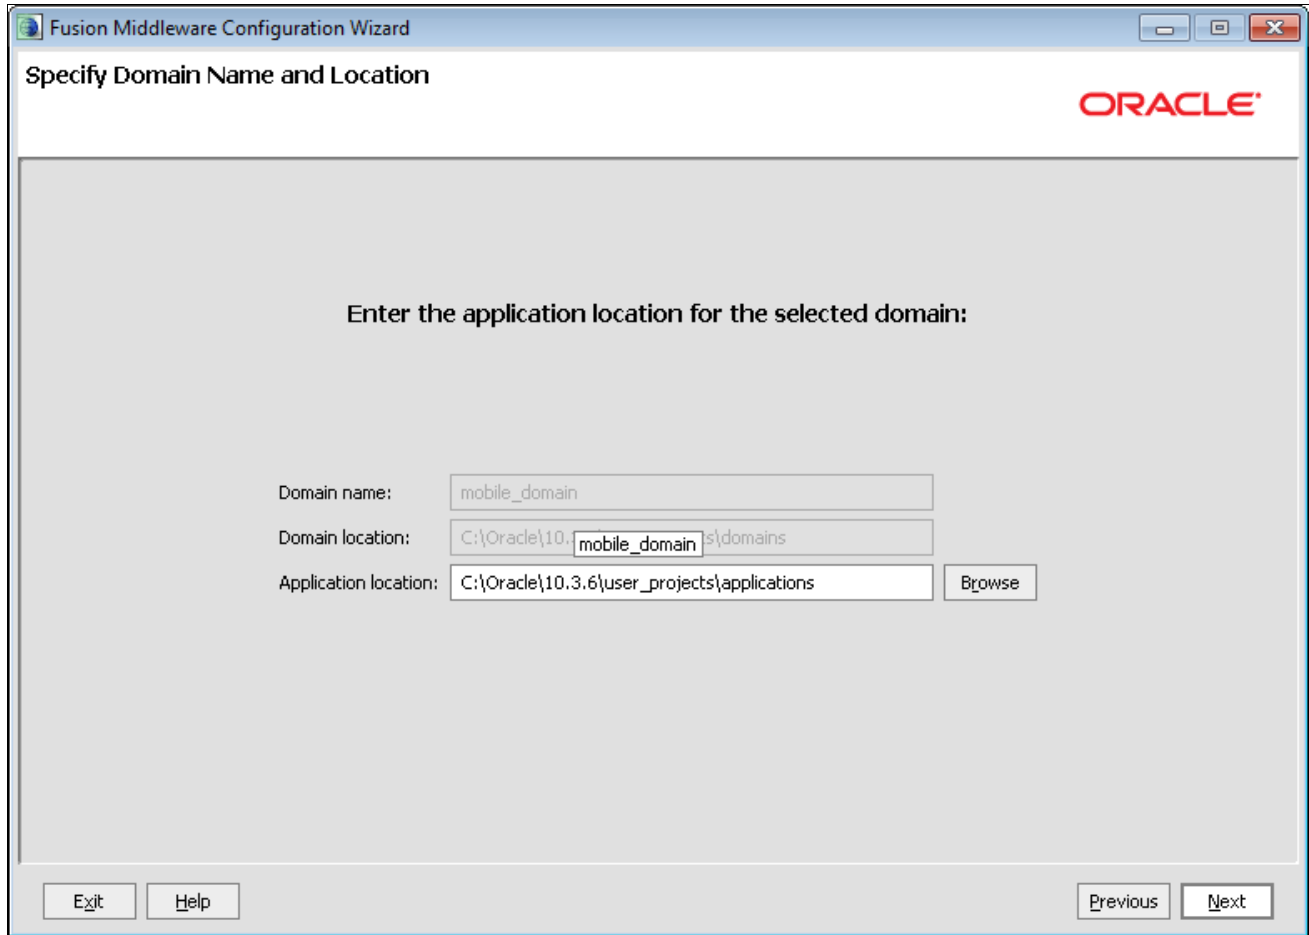 Fusion Middleware Configuration Wizard
Specify Domain Name and Location
ORACLE
Enter the application location for the selected domain:
Domain name: mobile_domain
Domain location: C:\Oracle\10. mobile_domain ts\domains
Application location: C:\Oracle\10.3.6\user_projects\applications Browse
Exit Help Previous Next